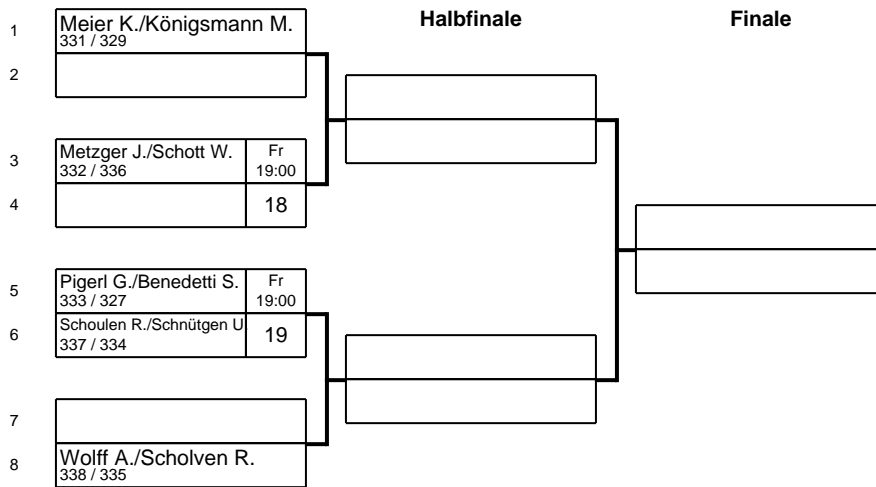 Halbfinale
Finale
1
Meier K./Königsmann M.
331 / 329
2
3
Metzger J./Schott W.
332 / 336
Fr
19:00
4
18
5
Pigerl G./Benedetti S.
333 / 327
Fr
19:00
6
Schoulen R./Schnütgen U.
337 / 334
19
7
8
Wolff A./Scholven R.
338 / 335